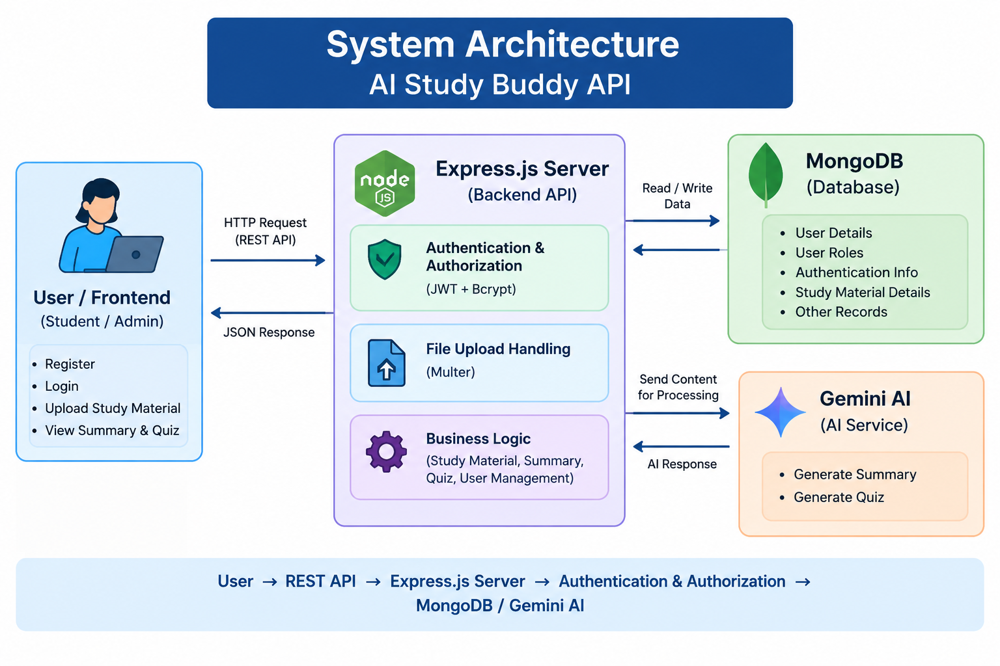 System Architecture
AI Study Buddy API
User / Frontend
(Student / Admin)
• Register
• Login
• Upload Study Material
• View Summary & Quiz
HTTP Request
(REST API)
JSON Response
node
JS
Express.js Server
(Backend API)
Authentication &
Authorization
(JWT + Bcrypt)
File Upload Handling
(Multer)
Business Logic
(Study Material, Summary,
Quiz, User Management)
Read / Write
Data
Send Content
for Processing
AI Response
MongoDB
(Database)
• User Details
• User Roles
• Authentication Info
• Study Material Details
• Other Records
Gemini AI
(AI Service)
• Generate Summary
• Generate Quiz
User → REST API → Express.js Server → Authentication & Authorization →
MongoDB / Gemini AI